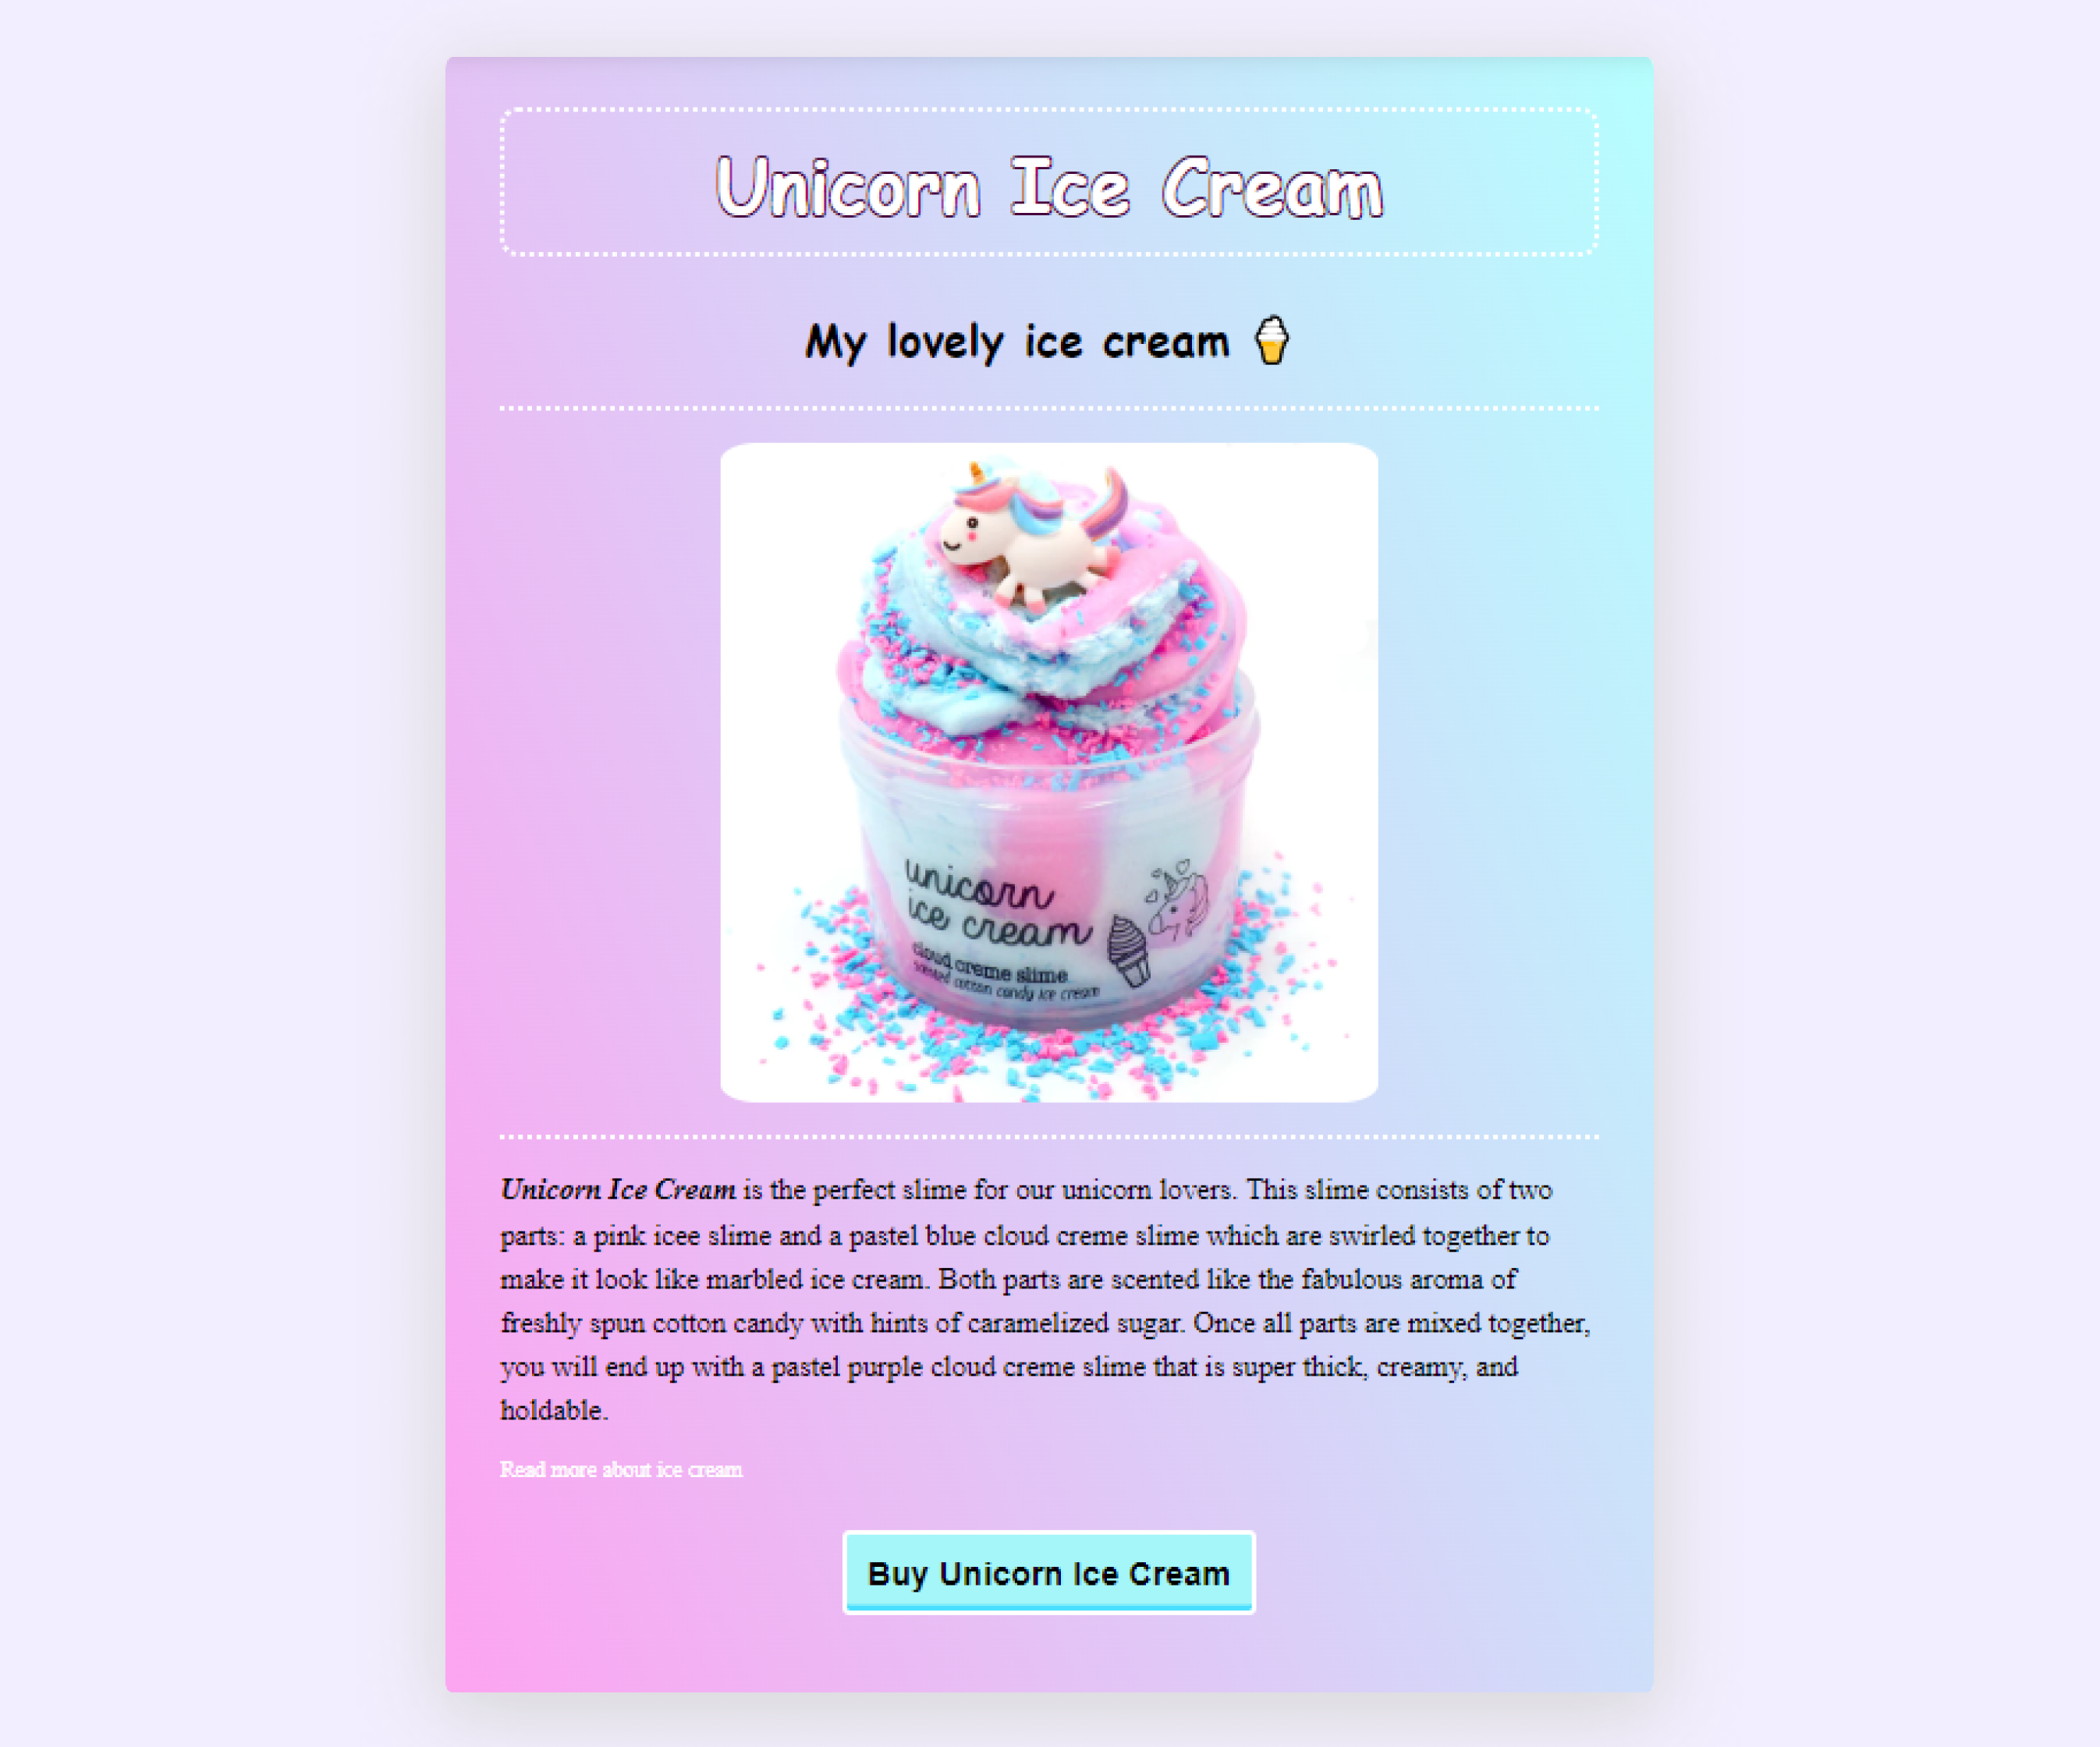 Unicorn Ice Cream
My lovely ice cream 🍦
unicorn
ice cream
cloud creme slime
scented cotton candy ice cream
Unicorn Ice Cream is the perfect slime for our unicorn lovers. This slime consists of two
parts: a pink icee slime and a pastel blue cloud creme slime which are swirled together to
make it look like marbled ice cream. Both parts are scented like the fabulous aroma of
freshly spun cotton candy with hints of caramelized sugar. Once all parts are mixed together,
you will end up with a pastel purple cloud creme slime that is super thick, creamy, and
holdable.
Read more about ice cream
Buy Unicorn Ice Cream